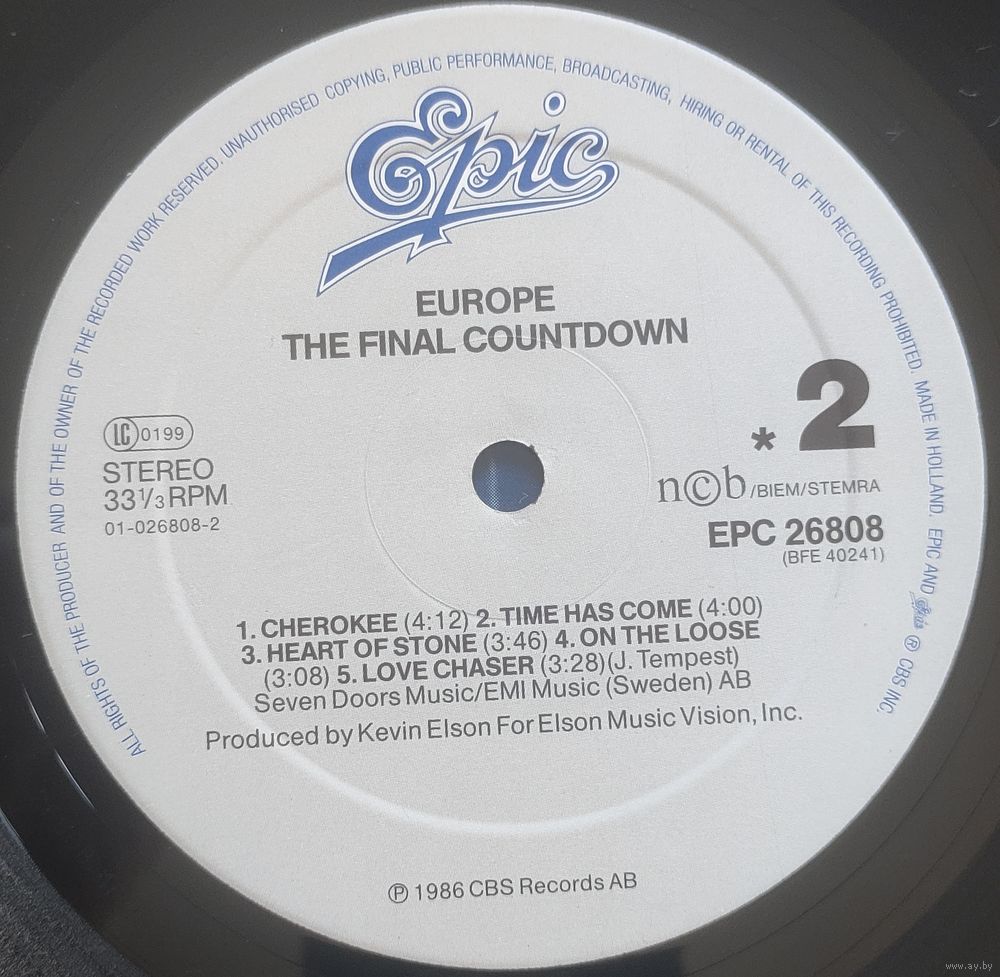 ALL RIGHTS OF THE PRODUCER AND OF THE OWNER OF THE RECORDED WORK RESERVED. UNAUTHORISED COPYING, PUBLIC PERFORMANCE, BROADCASTING, HIRING OR RENTAL OF THIS RECORDING PROHIBITED. MADE IN HOLLAND. EPIC AND Epic ® CBS INC.
Epic
EUROPE
THE FINAL COUNTDOWN
LC 0199
STEREO
33 1/3 RPM
01-026808-2
* 2
n©b/BIEM/STEMRA
EPC 26808
(BFE 40241)
1. CHEROKEE (4:12) 2. TIME HAS COME (4:00)
3. HEART OF STONE (3:46) 4. ON THE LOOSE
(3:08) 5. LOVE CHASER (3:28) (J. Tempest)
Seven Doors Music/EMI Music (Sweden) AB
Produced by Kevin Elson For Elson Music Vision, Inc.
℗ 1986 CBS Records AB
www.ay.by